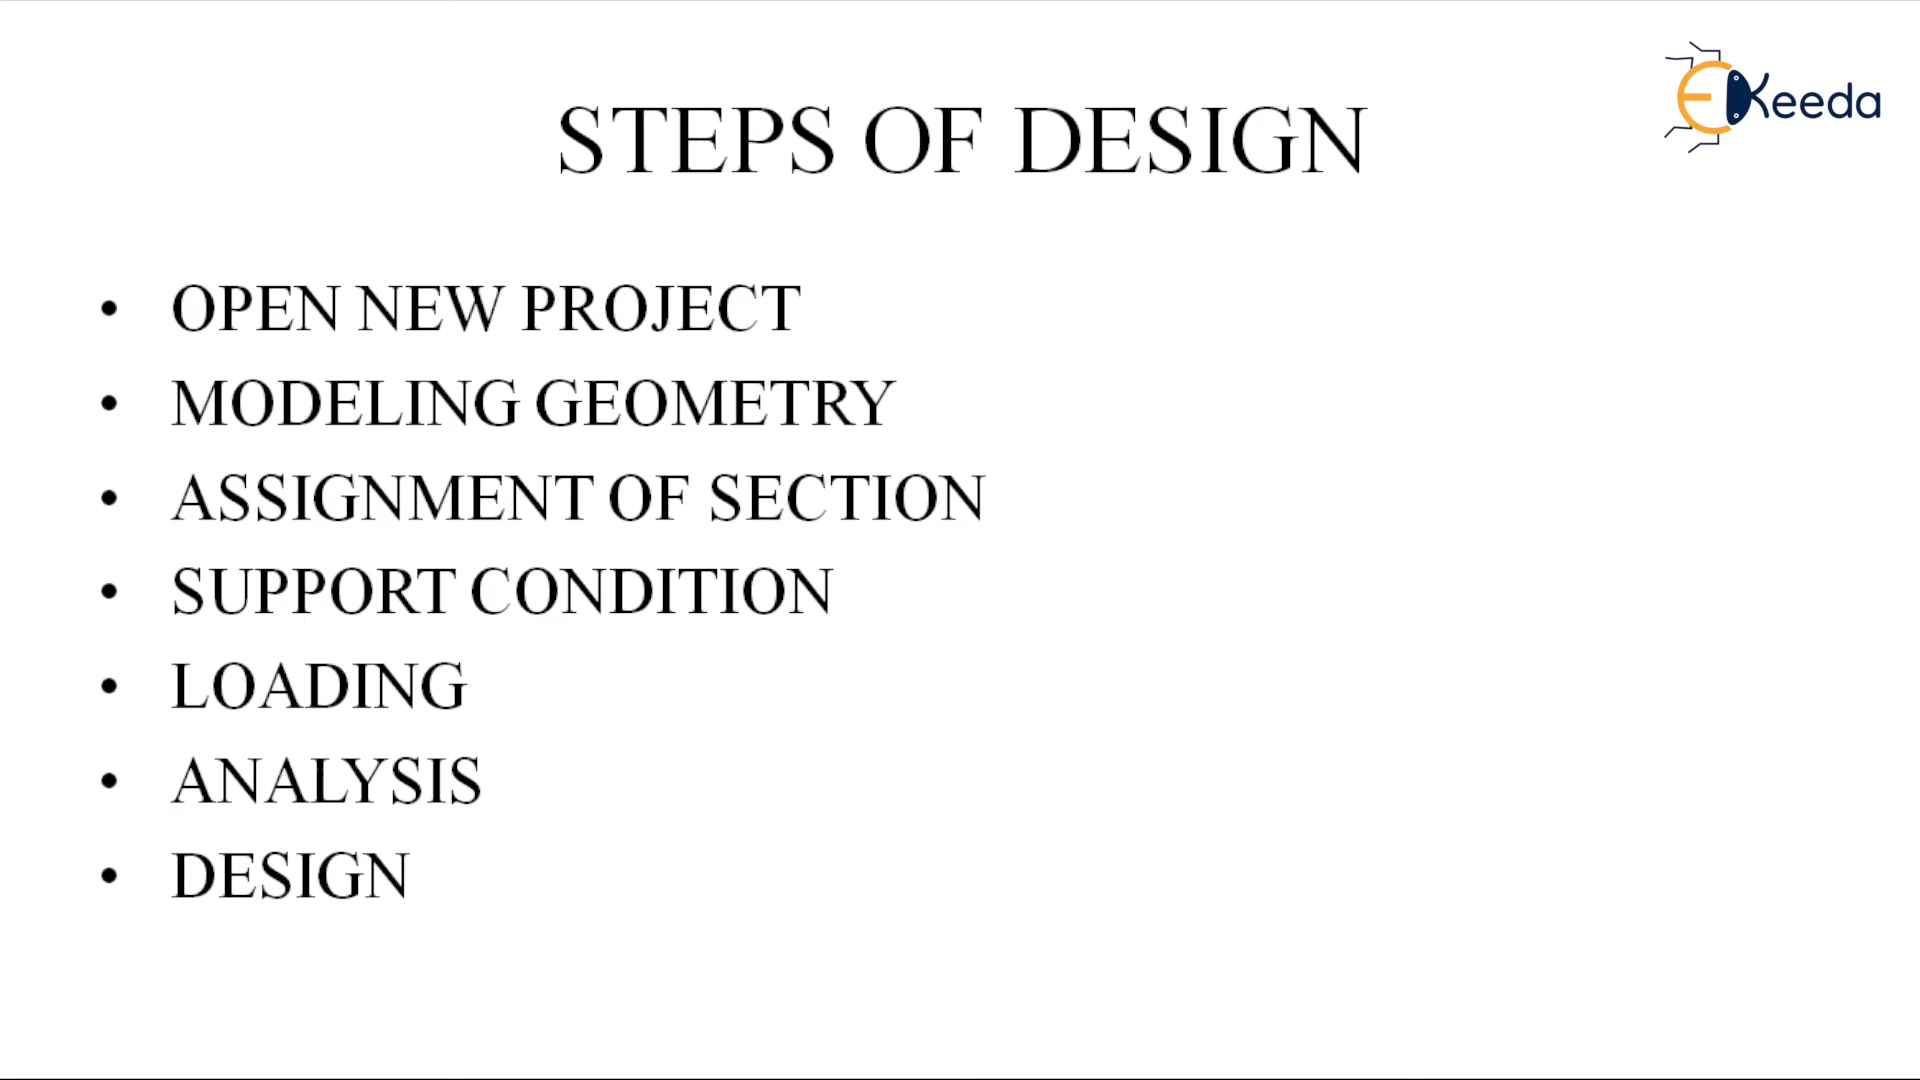 EKeeda
STEPS OF DESIGN
• OPEN NEW PROJECT
• MODELING GEOMETRY
• ASSIGNMENT OF SECTION
• SUPPORT CONDITION
• LOADING
• ANALYSIS
• DESIGN